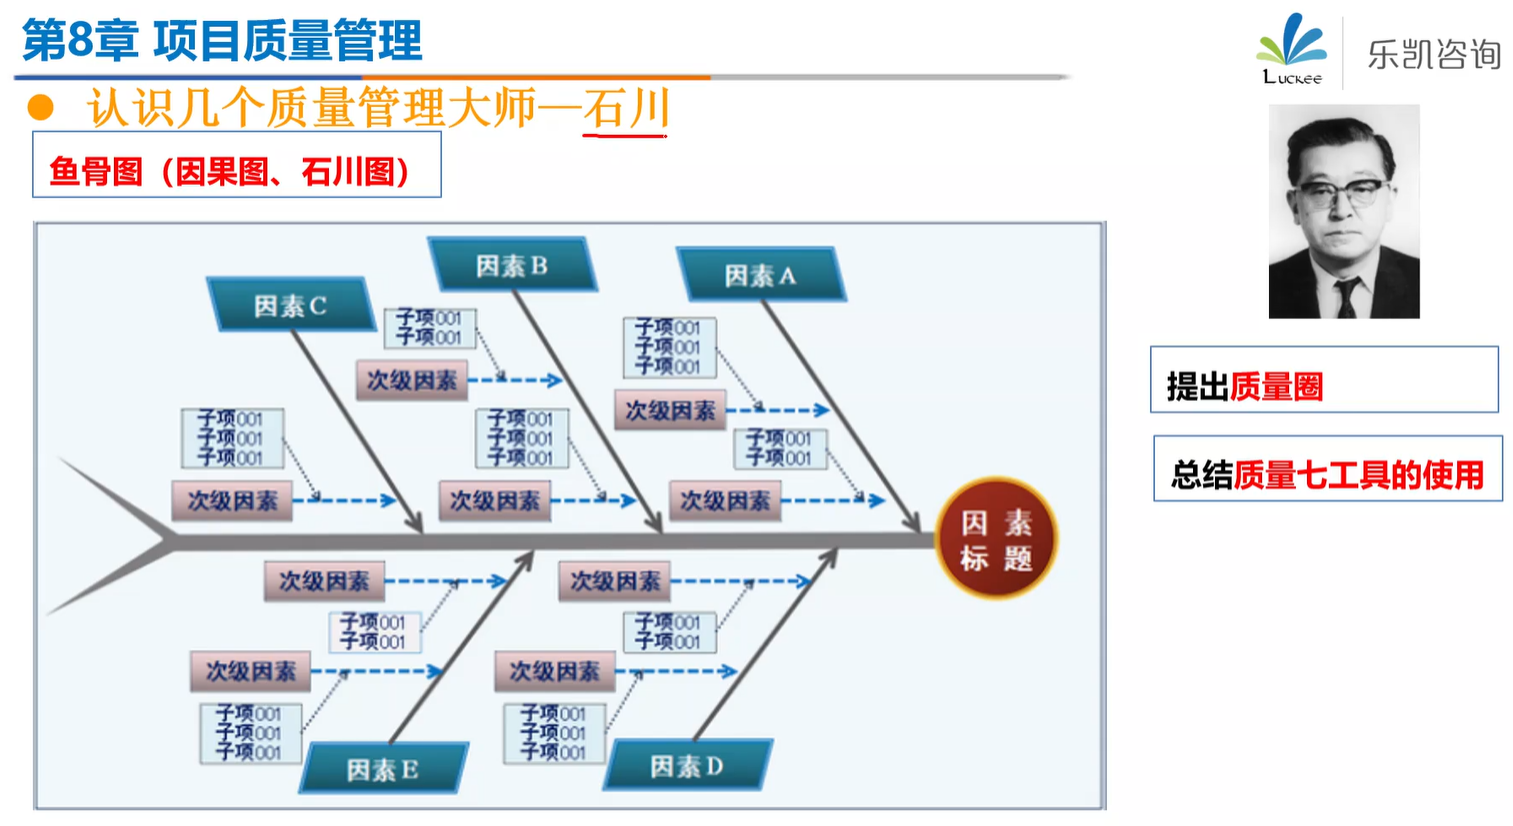 第8章 项目质量管理
LUCKEE
乐凯咨询
● 认识几个质量管理大师—石川
鱼骨图（因果图、石川图）
因素C
因素B
因素A
子项001
子项001
次级因素
子项001
子项001
子项001
次级因素
子项001
子项001
子项001
次级因素
子项001
子项001
子项001
次级因素
子项001
子项001
次级因素
因 素
标 题
次级因素
子项001
子项001
次级因素
子项001
子项001
子项001
因素E
次级因素
子项001
子项001
次级因素
子项001
子项001
子项001
因素D
提出质量圈
总结质量七工具的使用